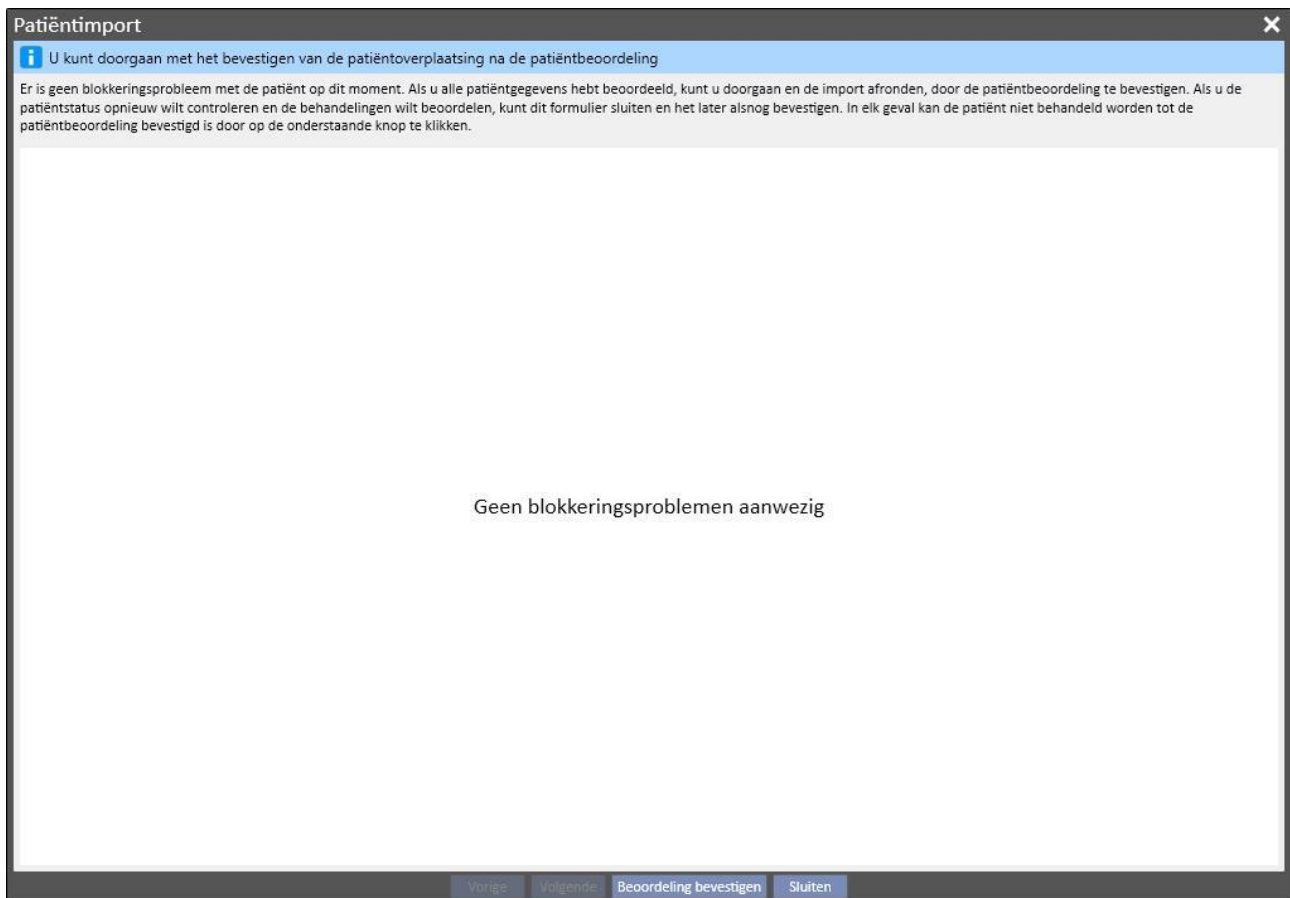 Patiëntimport
U kunt doorgaan met het bevestigen van de patiëntoverplaatsing na de patiëntbeoordeling
Er is geen blokkeringsprobleem met de patiënt op dit moment. Als u alle patiëntgegevens hebt beoordeeld, kunt u doorgaan en de import afronden, door de patiëntbeoordeling te bevestigen. Als u de
patiëntstatus opnieuw wilt controleren en de behandelingen wilt beoordelen, kunt dit formulier sluiten en het later alsnog bevestigen. In elk geval kan de patiënt niet behandeld worden tot de
patiëntbeoordeling bevestigd is door op de onderstaande knop te klikken.
Geen blokkeringsproblemen aanwezig
Vorige Volgende Beoordeling bevestigen Sluiten